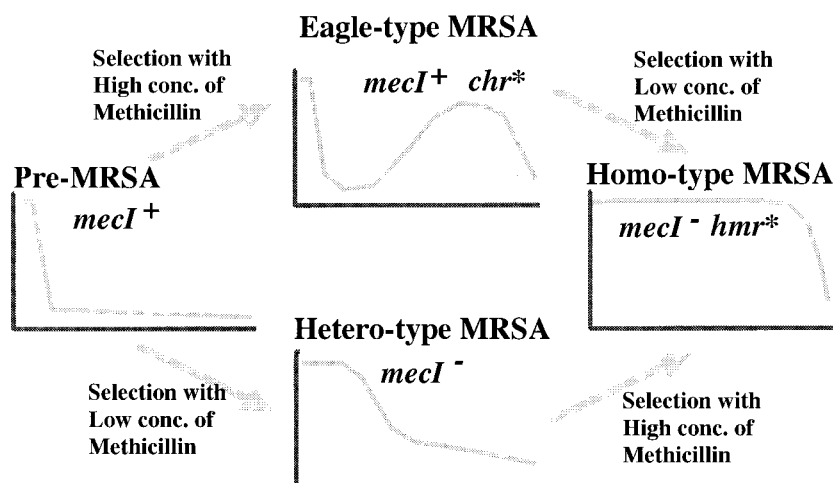 Eagle-type MRSA
Selection with
High conc. of
Methicillin
mecI + chr*
Selection with
Low conc. of
Methicillin
Pre-MRSA
mecI +
Homo-type MRSA
mecI - hmr*
Hetero-type MRSA
mecI -
Selection with
Low conc. of
Methicillin
Selection with
High conc. of
Methicillin